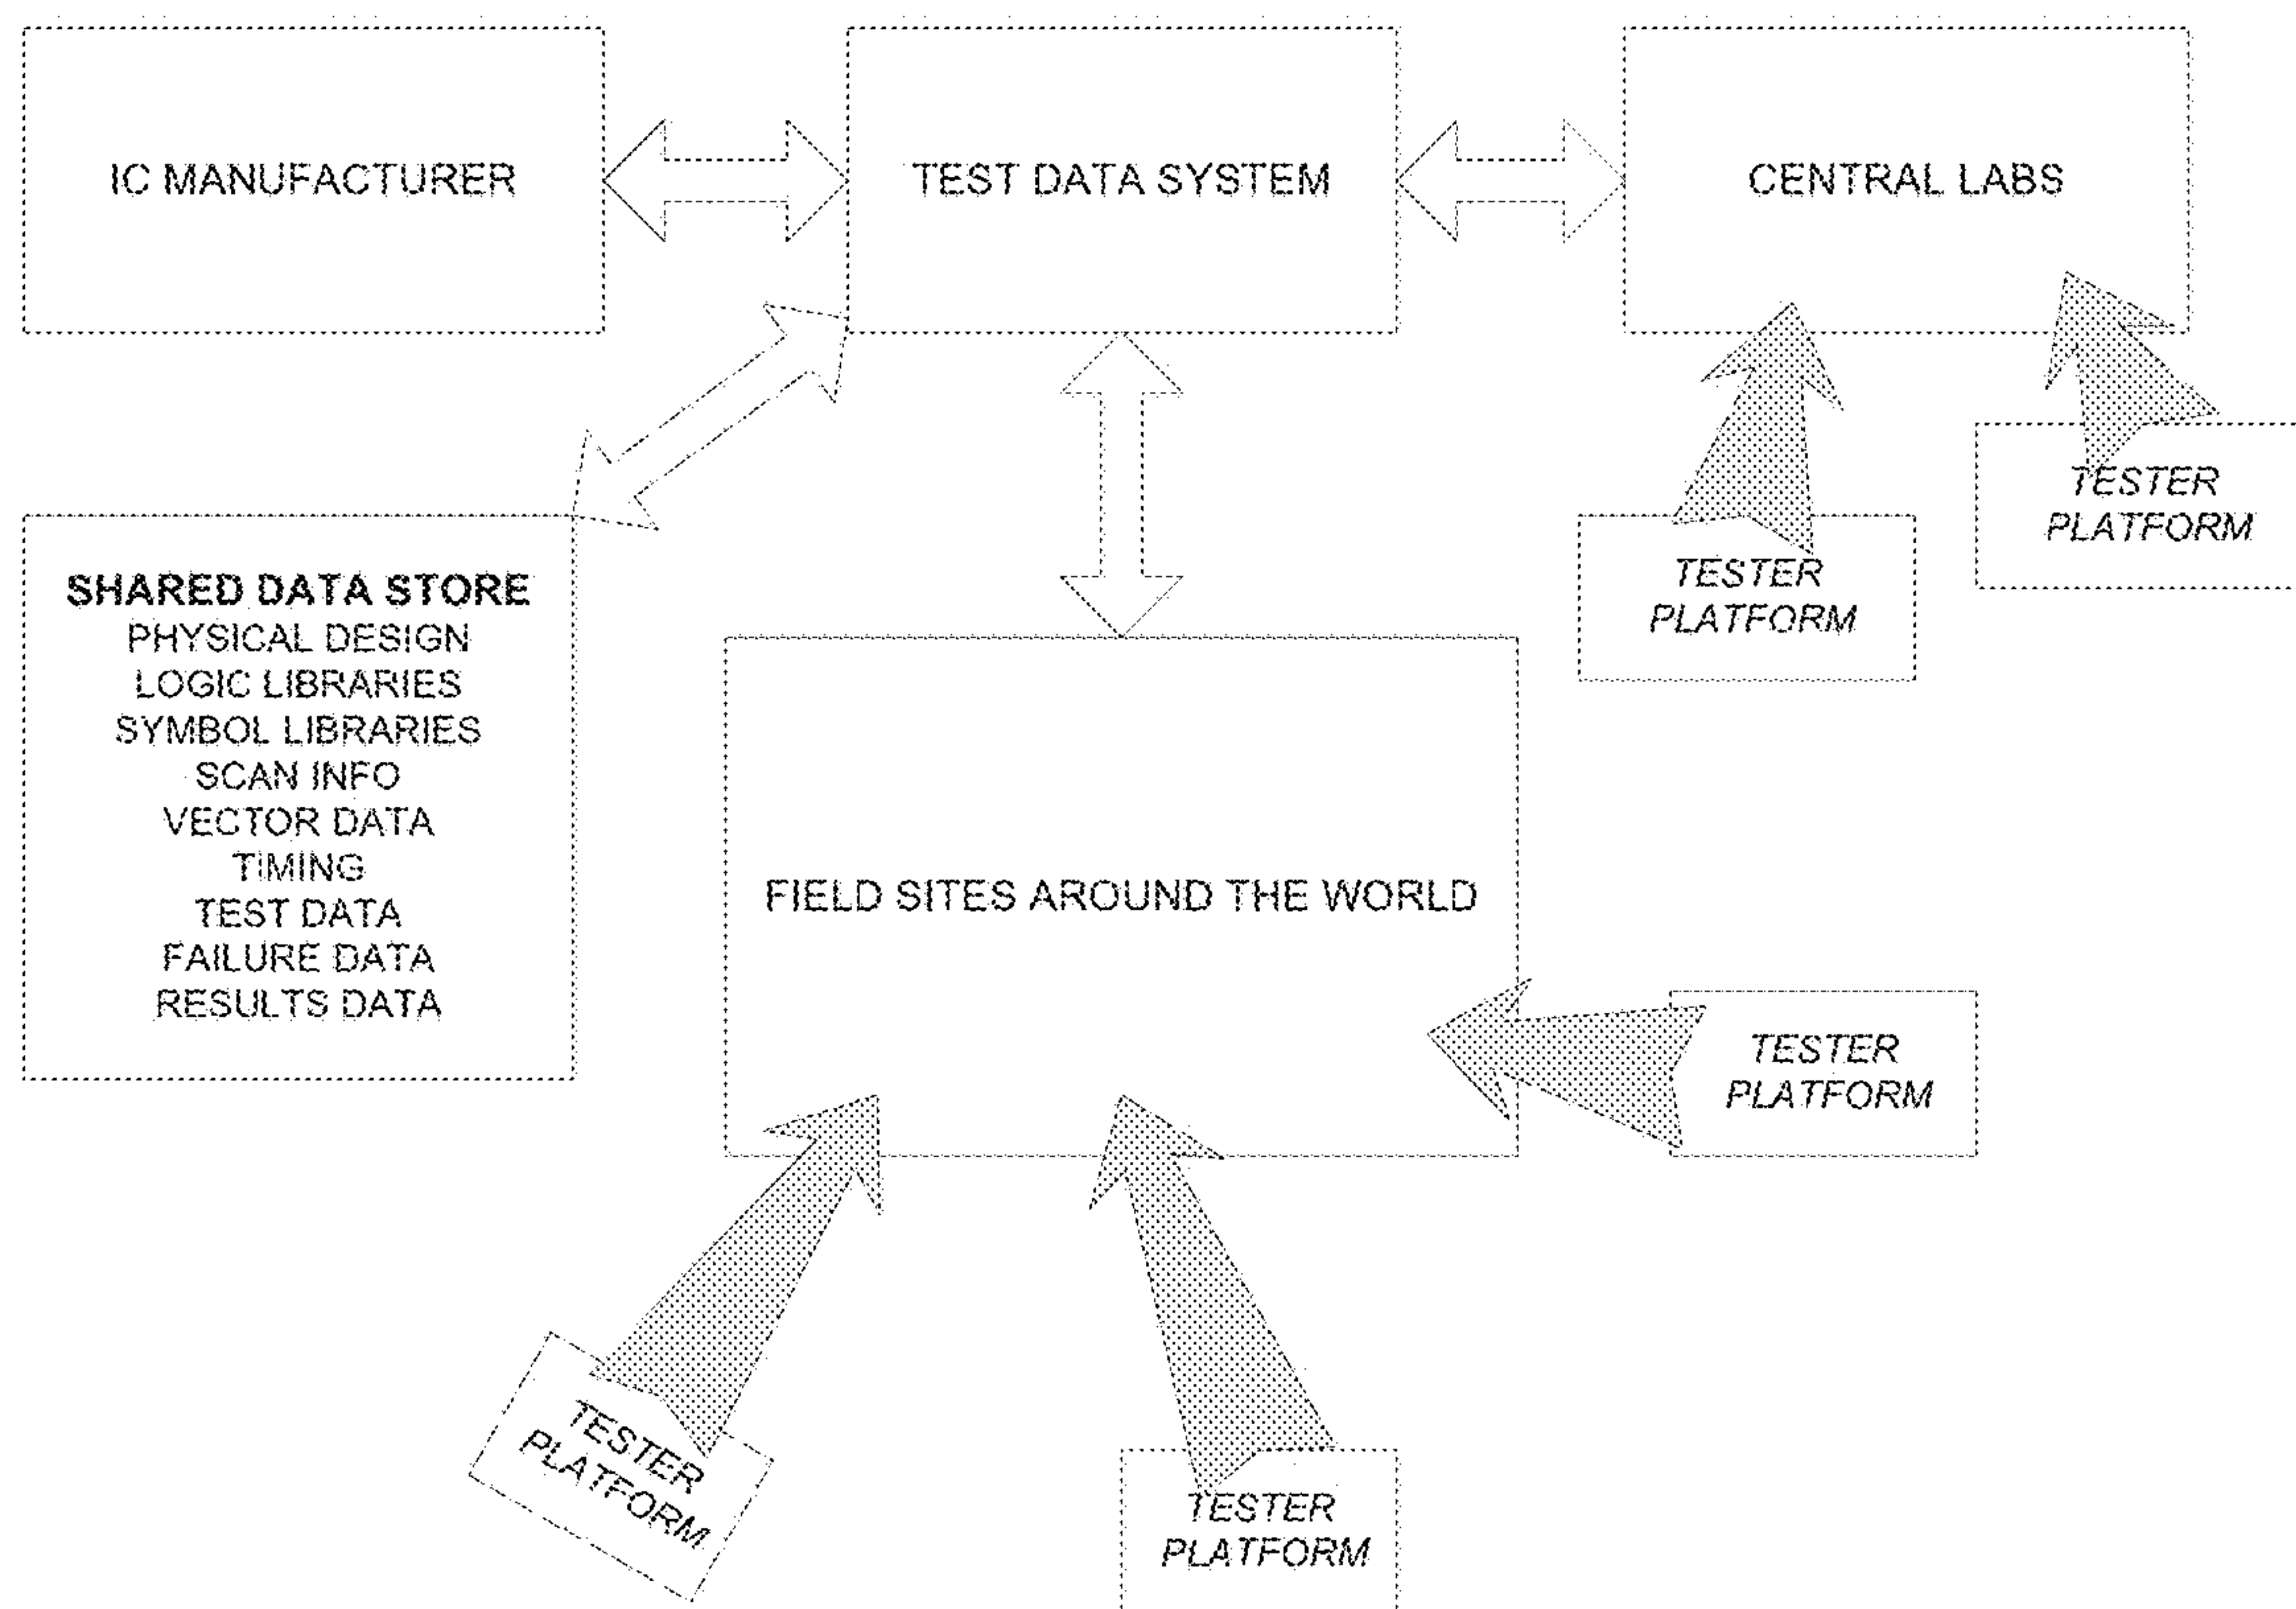 IC MANUFACTURER
TEST DATA SYSTEM
CENTRAL LABS
SHARED DATA STORE
PHYSICAL DESIGN
LOGIC LIBRARIES
SYMBOL LIBRARIES
SCAN INFO
VECTOR DATA
TIMING
TEST DATA
FAILURE DATA
RESULTS DATA
TESTER
PLATFORM
TESTER
PLATFORM
FIELD SITES AROUND THE WORLD
TESTER
PLATFORM
TESTER
PLATFORM
TESTER
PLATFORM